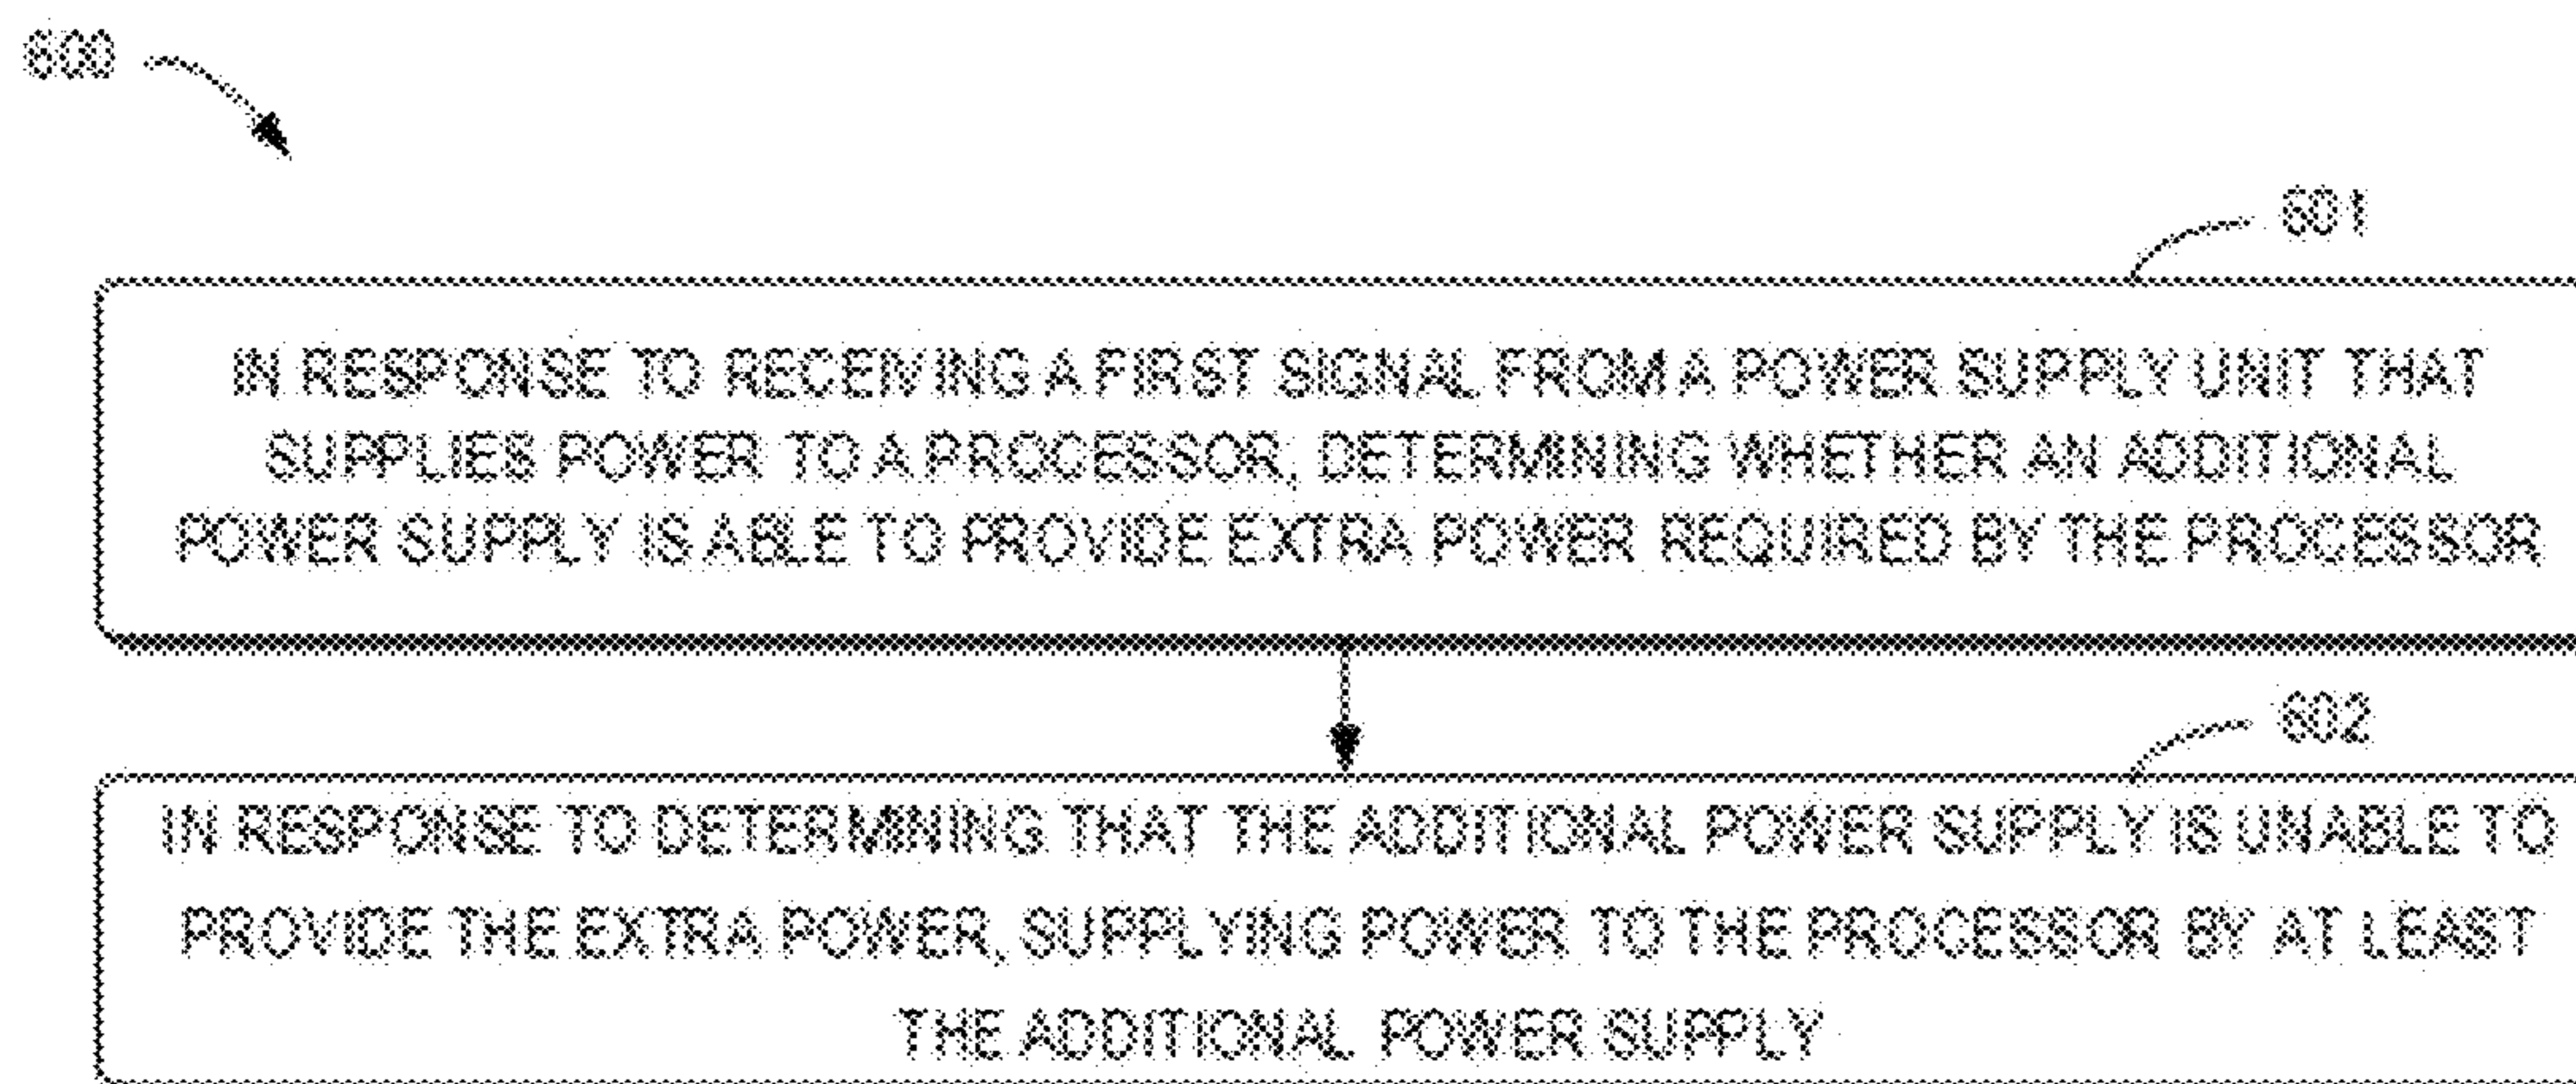 600
601
IN RESPONSE TO RECEIVING A FIRST SIGNAL FROM A POWER SUPPLY UNIT THAT
SUPPLIES POWER TO A PROCESSOR, DETERMINING WHETHER AN ADDITIONAL
POWER SUPPLY IS ABLE TO PROVIDE EXTRA POWER REQUIRED BY THE PROCESSOR
602
IN RESPONSE TO DETERMINING THAT THE ADDITIONAL POWER SUPPLY IS UNABLE TO
PROVIDE THE EXTRA POWER, SUPPLYING POWER TO THE PROCESSOR BY AT LEAST
THE ADDITIONAL POWER SUPPLY